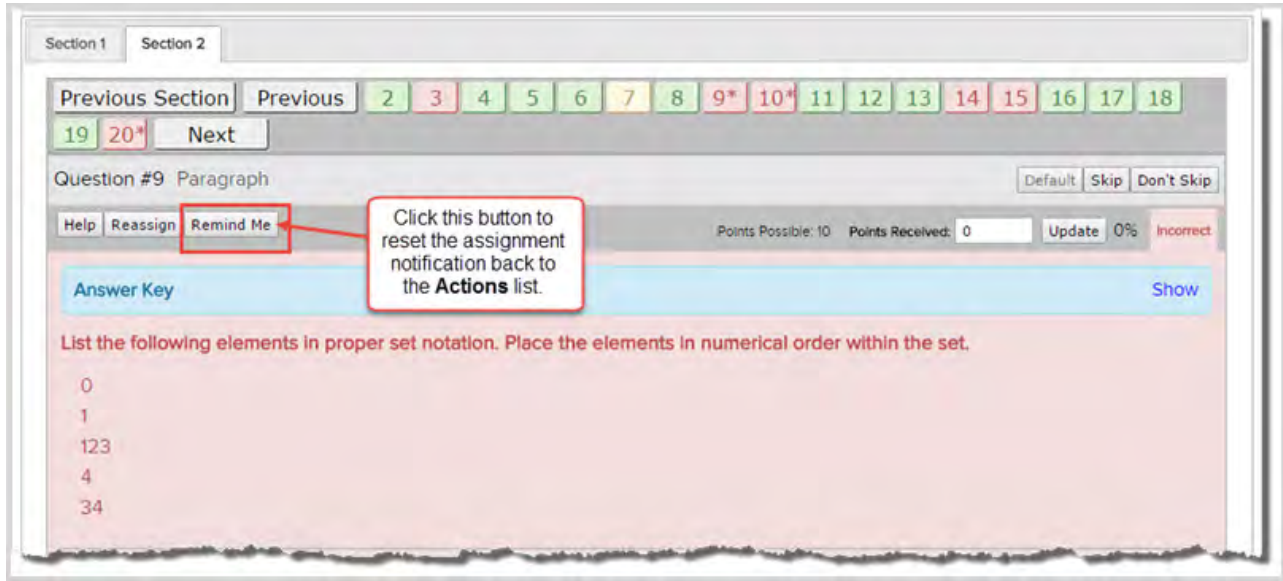 Section 1 Section 2
Previous Section Previous 2 3 4 5 6 7 8 9* 10* 11 12 13 14 15 16 17 18
19 20* Next
Question #9 Paragraph Default Skip Don't Skip
Help Reassign Remind Me Points Possible: 10 Points Received: 0 Update 0% Incorrect
Click this button to
reset the assignment
notification back to
the Actions list.
Answer Key Show
List the following elements in proper set notation. Place the elements in numerical order within the set.
0
1
123
4
34